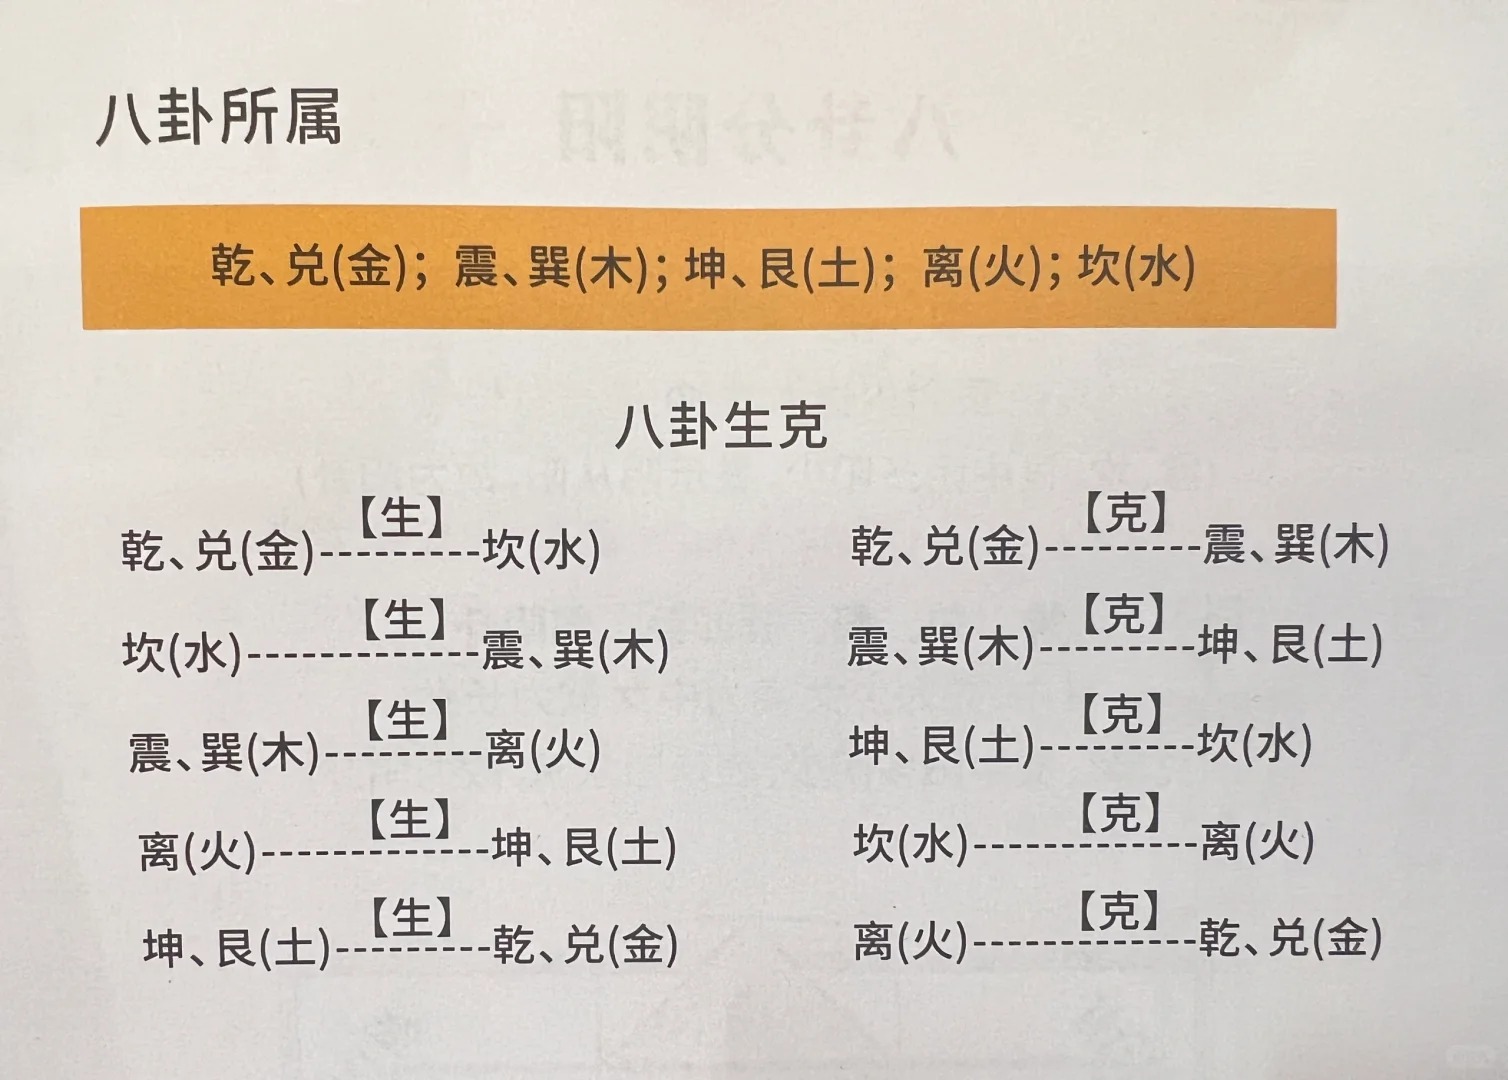 八卦所属
乾、兑(金)；震、巽(木)；坤、艮(土)；离(火)；坎(水)
八卦生克
乾、兑(金)---------【生】坎(水)
坎(水)-------------【生】震、巽(木)
震、巽(木)---------【生】离(火)
离(火)-------------【生】坤、艮(土)
坤、艮(土)---------【生】乾、兑(金)
乾、兑(金)---------【克】震、巽(木)
震、巽(木)---------【克】坤、艮(土)
坤、艮(土)---------【克】坎(水)
坎(水)-------------【克】离(火)
离(火)-------------【克】乾、兑(金)